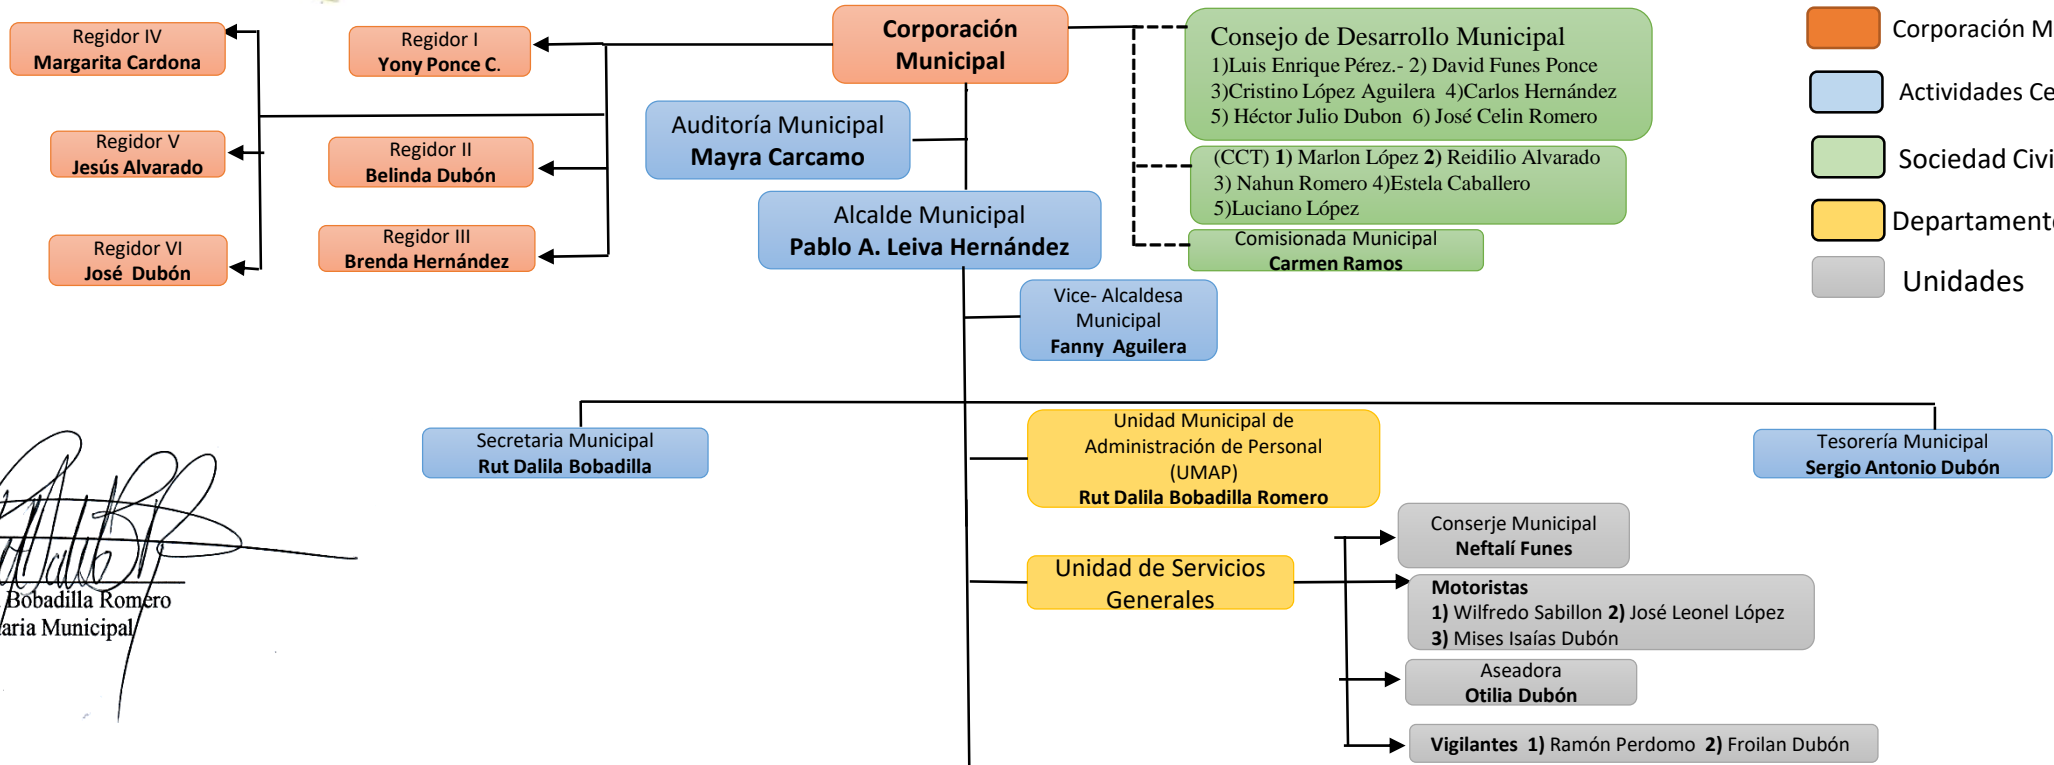 Regidor IV
Margarita Cardona
Regidor I
Yony Ponce C.
Corporación
Municipal
Consejo de Desarrollo Municipal
1)Luis Enrique Pérez.- 2) David Funes Ponce
3)Cristino López Aguilera 4)Carlos Hernández
5) Héctor Julio Dubon 6) José Celin Romero
Corporación M
Actividades Ce
Sociedad Civi
Departamento
Unidades
Auditoría Municipal
Mayra Carcamo
Regidor V
Jesús Alvarado
Regidor II
Belinda Dubón
(CCT) 1) Marlon López 2) Reidilio Alvarado
3) Nahun Romero 4)Estela Caballero
5)Luciano López
Alcalde Municipal
Pablo A. Leiva Hernández
Regidor VI
José Dubón
Regidor III
Brenda Hernández
Comisionada Municipal
Carmen Ramos
Vice- Alcaldesa
Municipal
Fanny Aguilera
Secretaria Municipal
Rut Dalila Bobadilla
Unidad Municipal de
Administración de Personal
(UMAP)
Rut Dalila Bobadilla Romero
Tesorería Municipal
Sergio Antonio Dubón
Conserje Municipal
Neftalí Funes
Unidad de Servicios
Generales
Motoristas
1) Wilfredo Sabillon 2) José Leonel López
3) Mises Isaías Dubón
Bobadilla Romero
aria Municipal
Aseadora
Otilia Dubón
Vigilantes 1) Ramón Perdomo 2) Froilan Dubón